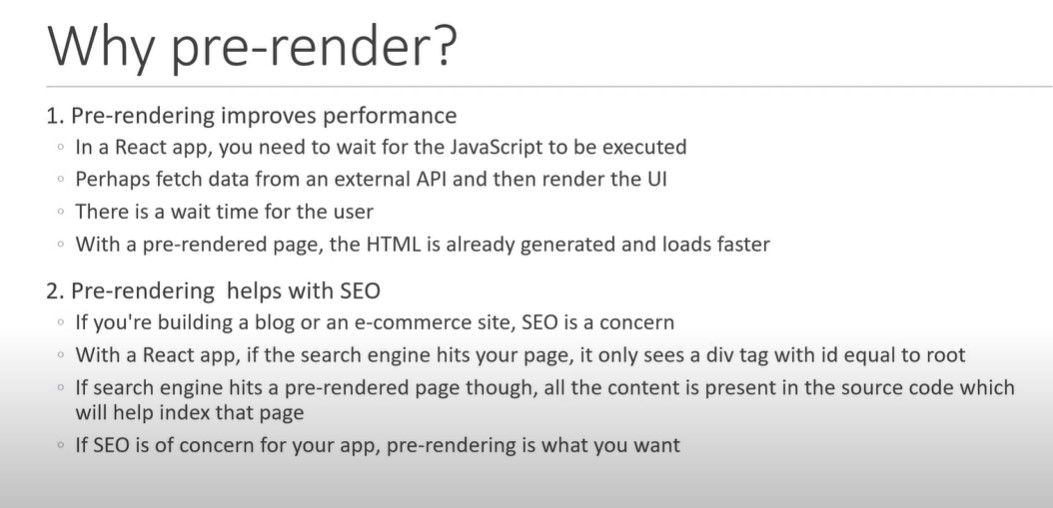 Why pre-render?
1. Pre-rendering improves performance
◦ In a React app, you need to wait for the JavaScript to be executed
◦ Perhaps fetch data from an external API and then render the UI
◦ There is a wait time for the user
◦ With a pre-rendered page, the HTML is already generated and loads faster
2. Pre-rendering  helps with SEO
◦ If you're building a blog or an e-commerce site, SEO is a concern
◦ With a React app, if the search engine hits your page, it only sees a div tag with id equal to root
◦ If search engine hits a pre-rendered page though, all the content is present in the source code which
will help index that page
◦ If SEO is of concern for your app, pre-rendering is what you want